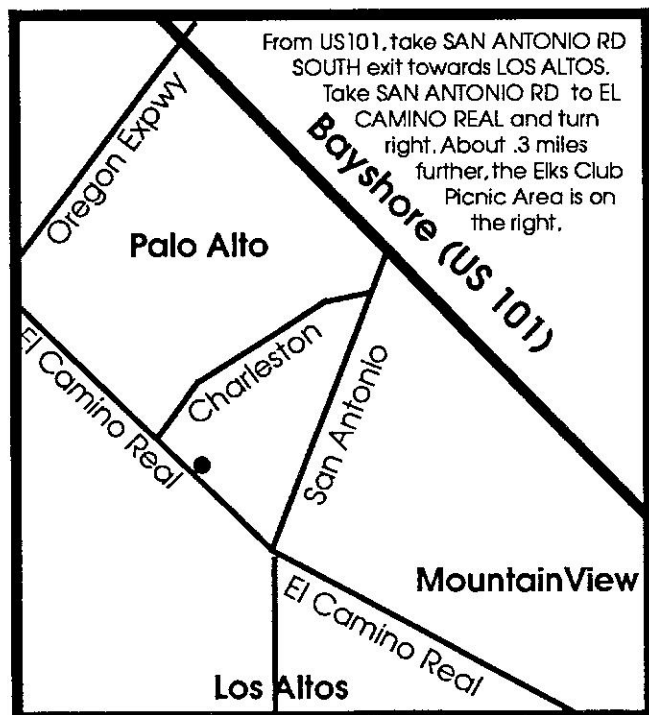 From US101, take SAN ANTONIO RD
SOUTH exit towards LOS ALTOS.
Take SAN ANTONIO RD to EL
CAMINO REAL and turn
right. About .3 miles
further, the Elks Club
Picnic Area is on
the right.
Oregon Expwy
Bayshore (US 101)
Palo Alto
El Camino Real
Charleston
San Antonio
MountainView
El Camino Real
Los Altos